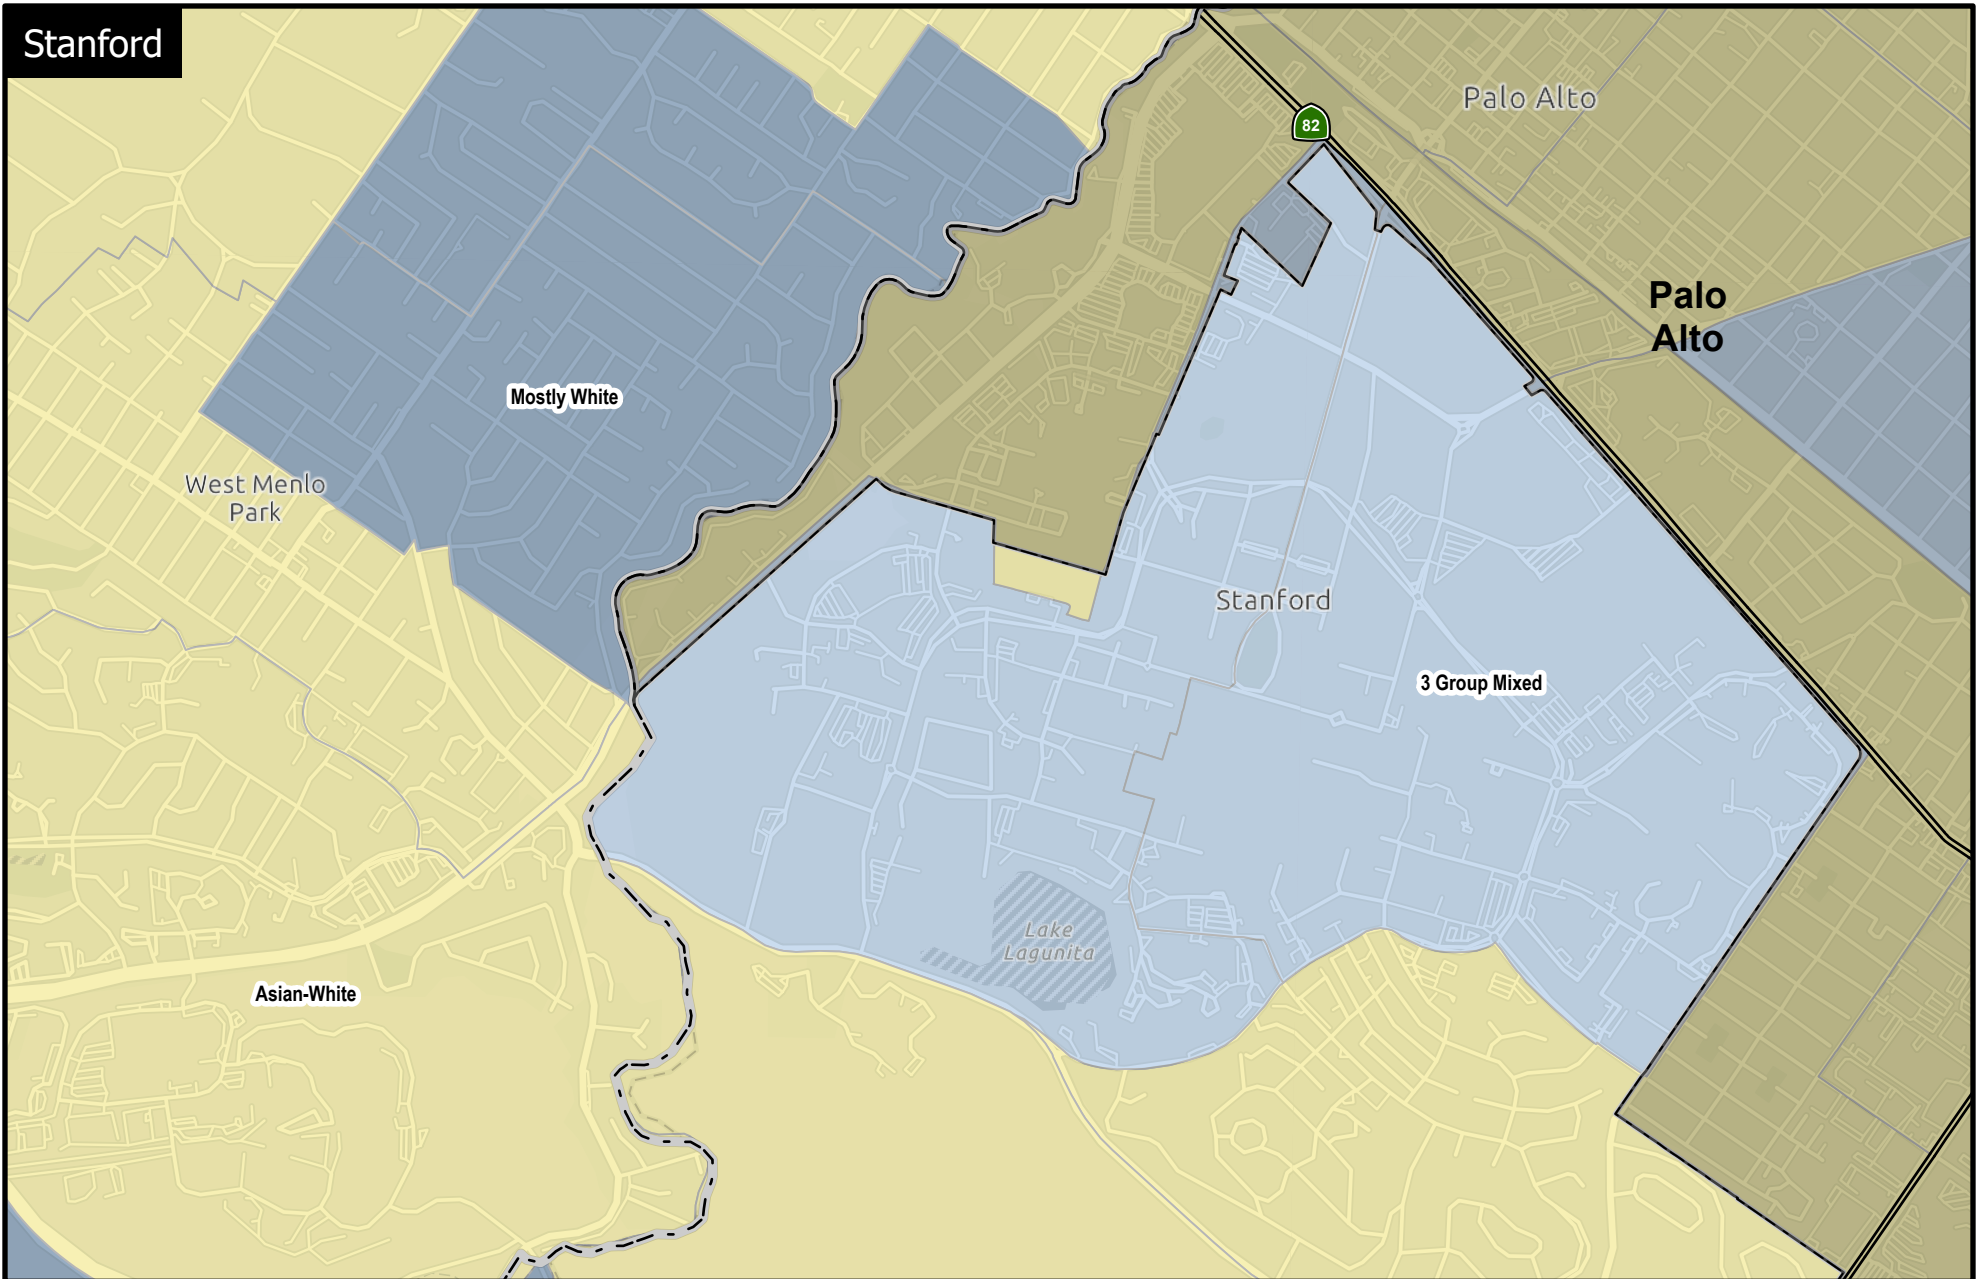 Stanford
Palo Alto
82
Palo
Alto
Mostly White
West Menlo
Park
Stanford
3 Group Mixed
Lake
Lagunita
Asian-White